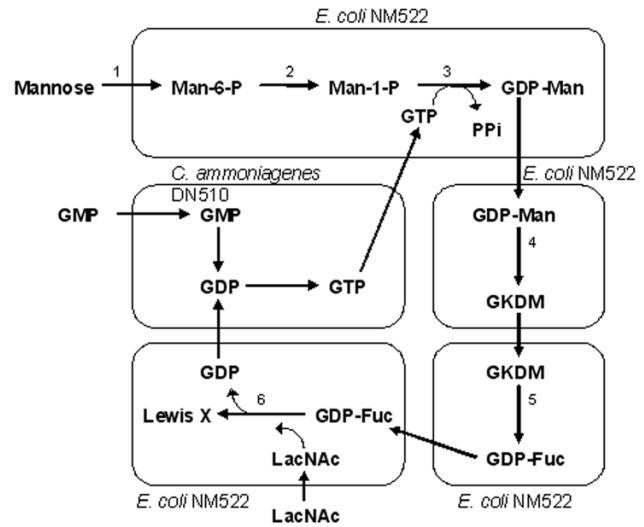 E. coli NM522
1
2
3
Mannose
Man-6-P
Man-1-P
GDP-Man
GTP
PPi
C. ammoniagenes
DN510
E. coli NM522
GMP
GMP
GDP-Man
4
GDP
GTP
GKDM
GDP
GKDM
5
6
Lewis X
GDP-Fuc
LacNAc
GDP-Fuc
E. coli NM522
E. coli NM522
LacNAc